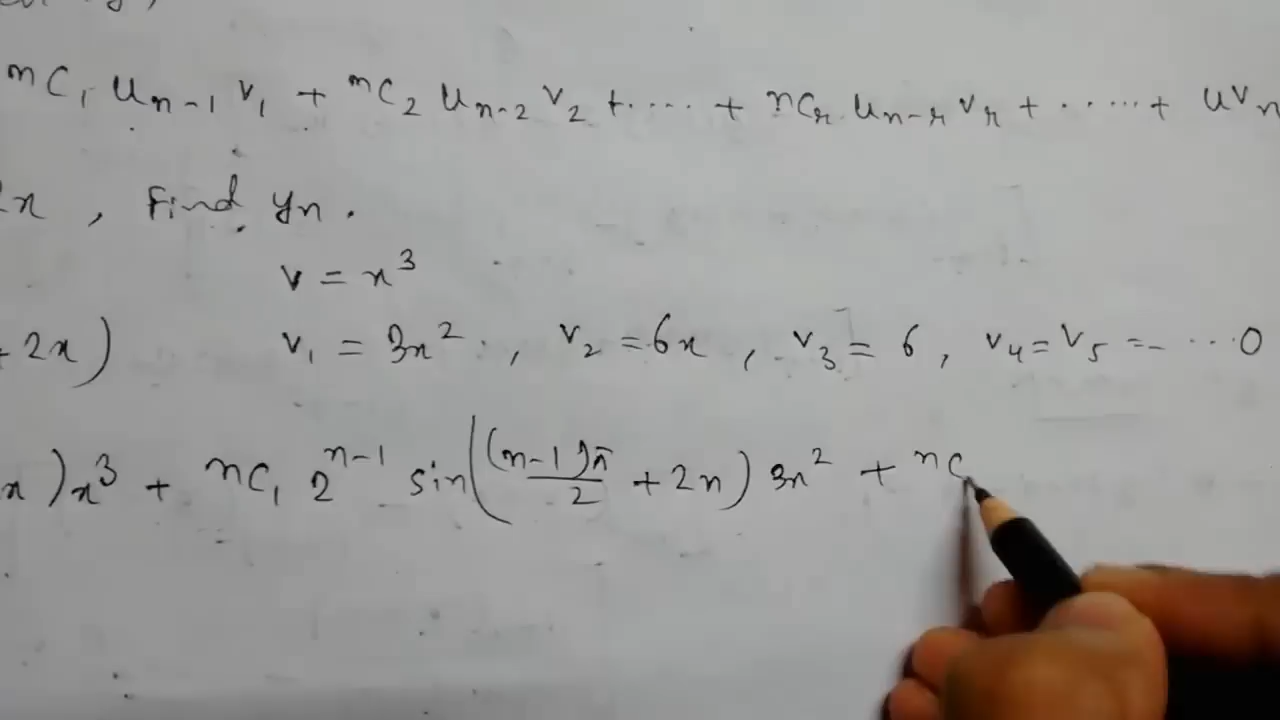 ⁿC₁ uₙ₋₁ v₁ + ⁿC₂ uₙ₋₂ v₂ + ..... + ⁿCᵣ uₙ₋ᵣ vᵣ + ...... + uvₙ
x , Find yₙ .
v = x³
2x) v₁ = 3x² , v₂ = 6x , v₃ = 6 , v₄ = v₅ = - ... 0
x) x³ + ⁿC₁ 2ⁿ⁻¹ sin((n-1)π/2 + 2x) 3x² + ⁿC